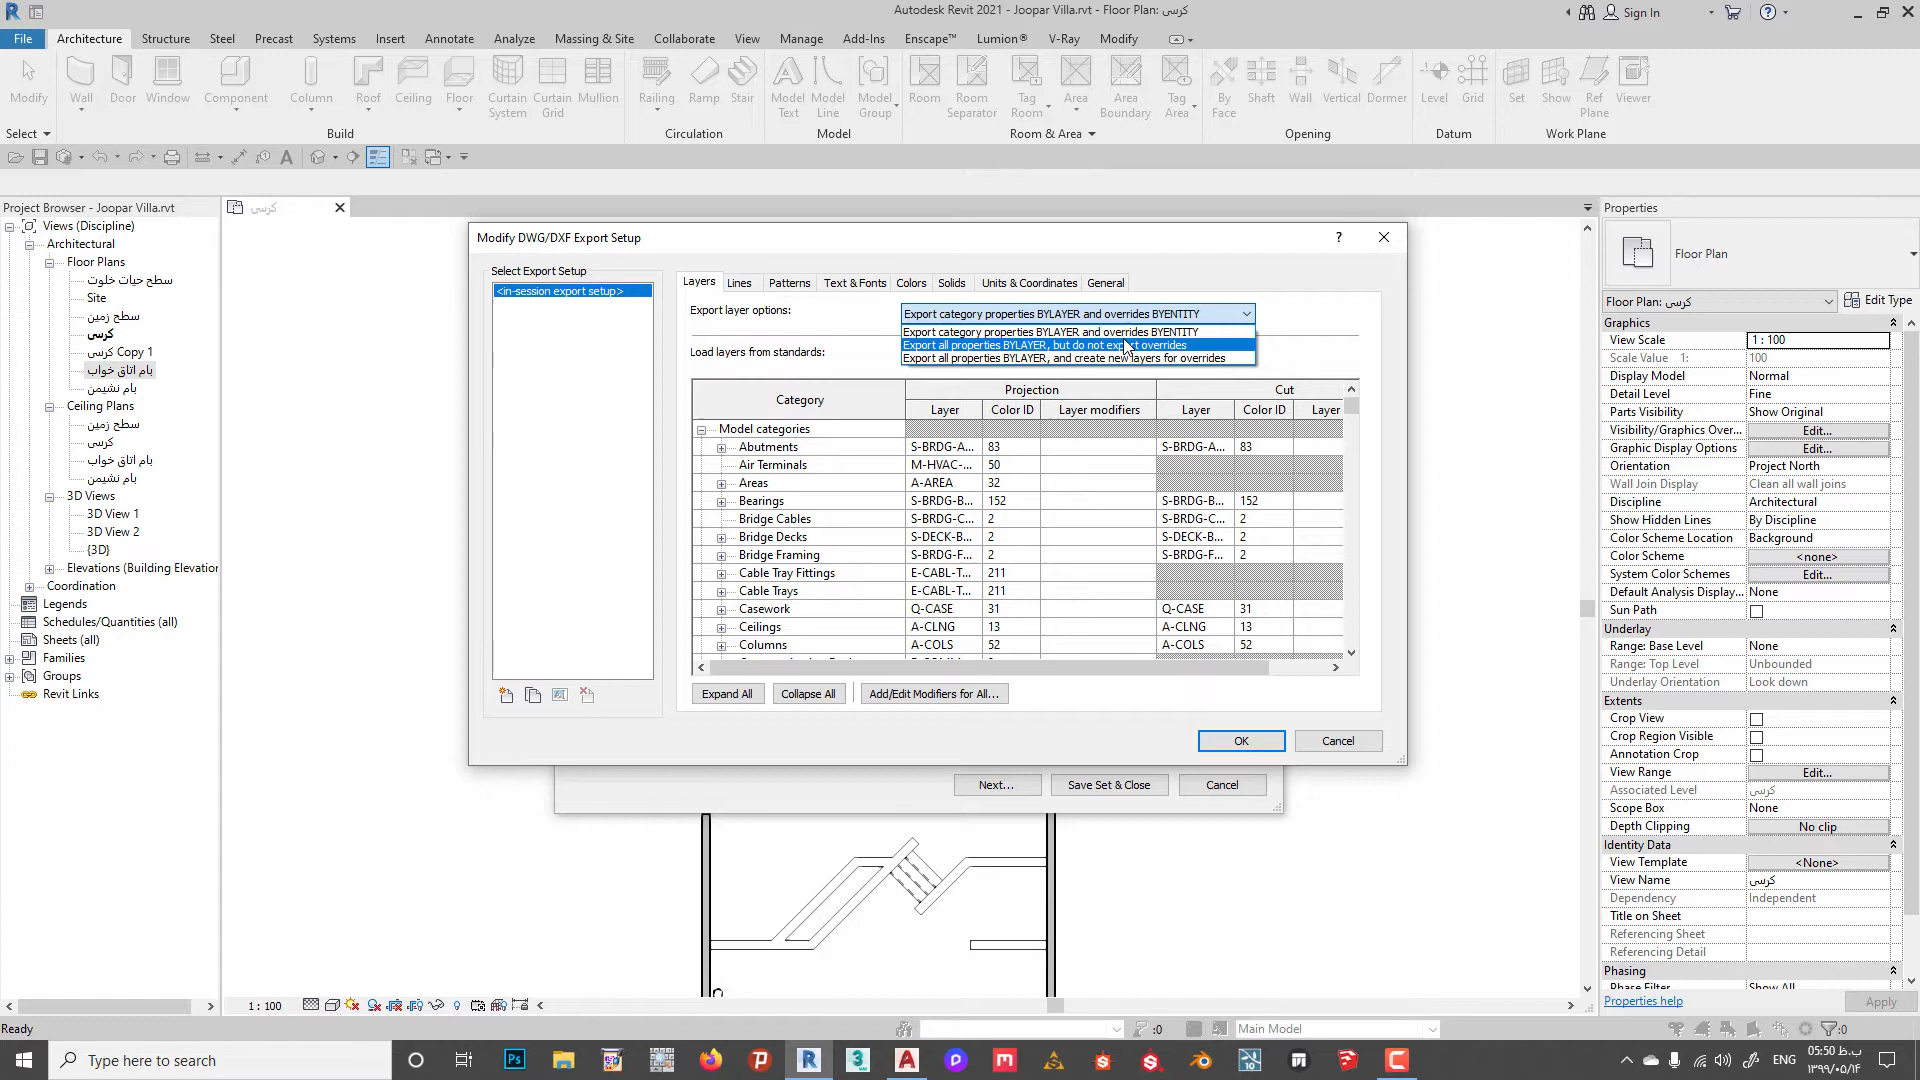 Autodesk Revit 2021 - Joopar Villa.rvt - Floor Plan: كرسی
Sign In
File Architecture Structure Steel Precast Systems Insert Annotate Analyze Massing & Site Collaborate View Manage Add-Ins Enscape™ Lumion® V-Ray Modify
Modify Wall Door Window Component Column Roof Ceiling Floor Curtain System Curtain Grid Mullion Railing Ramp Stair Model Text Model Line Model Group Room Room Separator Tag Room Area Area Boundary Tag Area By Face Shaft Wall Vertical Dormer Level Grid Set Show Ref Plane Viewer
Select Build Circulation Model Room & Area Opening Datum Work Plane
Project Browser - Joopar Villa.rvt
Views (Discipline)
Architectural
Floor Plans
سطح حیات خلوت
Site
سطح زمین
كرسی
كرسی Copy 1
بام اتاق خواب
بام نشیمن
Ceiling Plans
سطح زمین
كرسی
بام اتاق خواب
بام نشیمن
3D Views
3D View 1
3D View 2
{3D}
Elevations (Building Elevation
Coordination
Legends
Schedules/Quantities (all)
Sheets (all)
Families
Groups
Revit Links
كرسی
Modify DWG/DXF Export Setup
?
Select Export Setup
<in-session export setup>
Layers Lines Patterns Text & Fonts Colors Solids Units & Coordinates General
Export layer options: Export category properties BYLAYER and overrides BYENTITY
Export category properties BYLAYER and overrides BYENTITY
Export all properties BYLAYER, but do not export overrides
Export all properties BYLAYER, and create new layers for overrides
Load layers from standards:
Category Projection Cut
Layer Color ID Layer modifiers Layer Color ID Layer
Model categories
Abutments S-BRDG-A... 83 S-BRDG-A... 83
Air Terminals M-HVAC-... 50
Areas A-AREA 32
Bearings S-BRDG-B... 152 S-BRDG-B... 152
Bridge Cables S-BRDG-C... 2 S-BRDG-C... 2
Bridge Decks S-DECK-B... 2 S-DECK-B... 2
Bridge Framing S-BRDG-F... 2 S-BRDG-F... 2
Cable Tray Fittings E-CABL-T... 211
Cable Trays E-CABL-T... 211
Casework Q-CASE 31 Q-CASE 31
Ceilings A-CLNG 13 A-CLNG 13
Columns A-COLS 52 A-COLS 52
Expand All Collapse All Add/Edit Modifiers for All...
OK Cancel
Next... Save Set & Close Cancel
Properties
Floor Plan
Floor Plan: كرسی Edit Type
Graphics
View Scale 1 : 100
Scale Value 1: 100
Display Model Normal
Detail Level Fine
Parts Visibility Show Original
Visibility/Graphics Over... Edit...
Graphic Display Options Edit...
Orientation Project North
Wall Join Display Clean all wall joins
Discipline Architectural
Show Hidden Lines By Discipline
Color Scheme Location Background
Color Scheme <none>
System Color Schemes Edit...
Default Analysis Display... None
Sun Path
Underlay
Range: Base Level None
Range: Top Level Unbounded
Underlay Orientation Look down
Extents
Crop View
Crop Region Visible
Annotation Crop
View Range Edit...
Associated Level كرسی
Scope Box None
Depth Clipping No clip
Identity Data
View Template <None>
View Name كرسی
Dependency Independent
Title on Sheet
Referencing Sheet
Referencing Detail
Phasing
Phase Filter Show All
Properties help Apply
1 : 100
Ready :0 Main Model :0
Type here to search
ENG
05:50 ب.ظ
۱۳۹۹/۰۵/۱۴